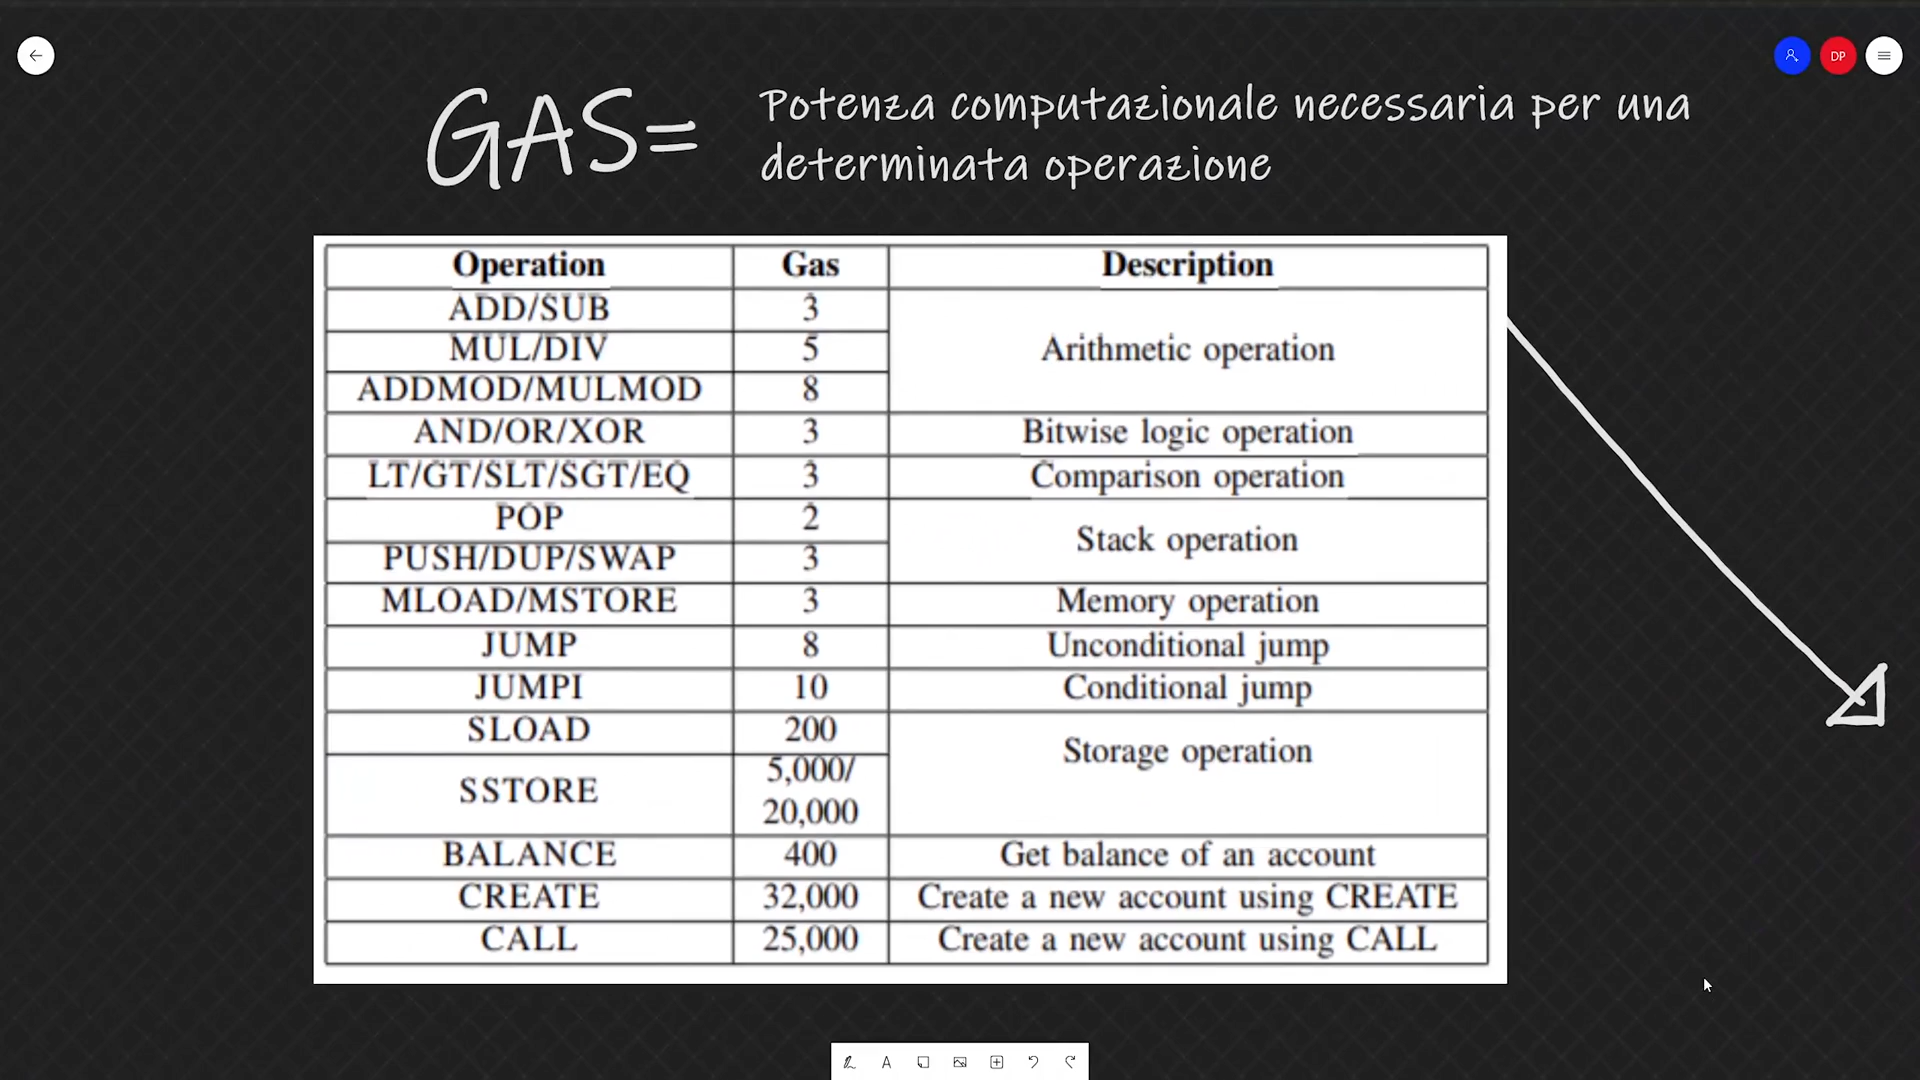 DP
GAS=
Potenza computazionale necessaria per una
determinata operazione
Operation Gas Description
ADD/SUB 3
MUL/DIV 5 Arithmetic operation
ADDMOD/MULMOD 8
AND/OR/XOR 3 Bitwise logic operation
LT/GT/SLT/SGT/EQ 3 Comparison operation
POP 2
Stack operation
PUSH/DUP/SWAP 3
MLOAD/MSTORE 3 Memory operation
JUMP 8 Unconditional jump
JUMPI 10 Conditional jump
SLOAD 200
Storage operation
SSTORE 5,000/
20,000
BALANCE 400 Get balance of an account
CREATE 32,000 Create a new account using CREATE
CALL 25,000 Create a new account using CALL
A